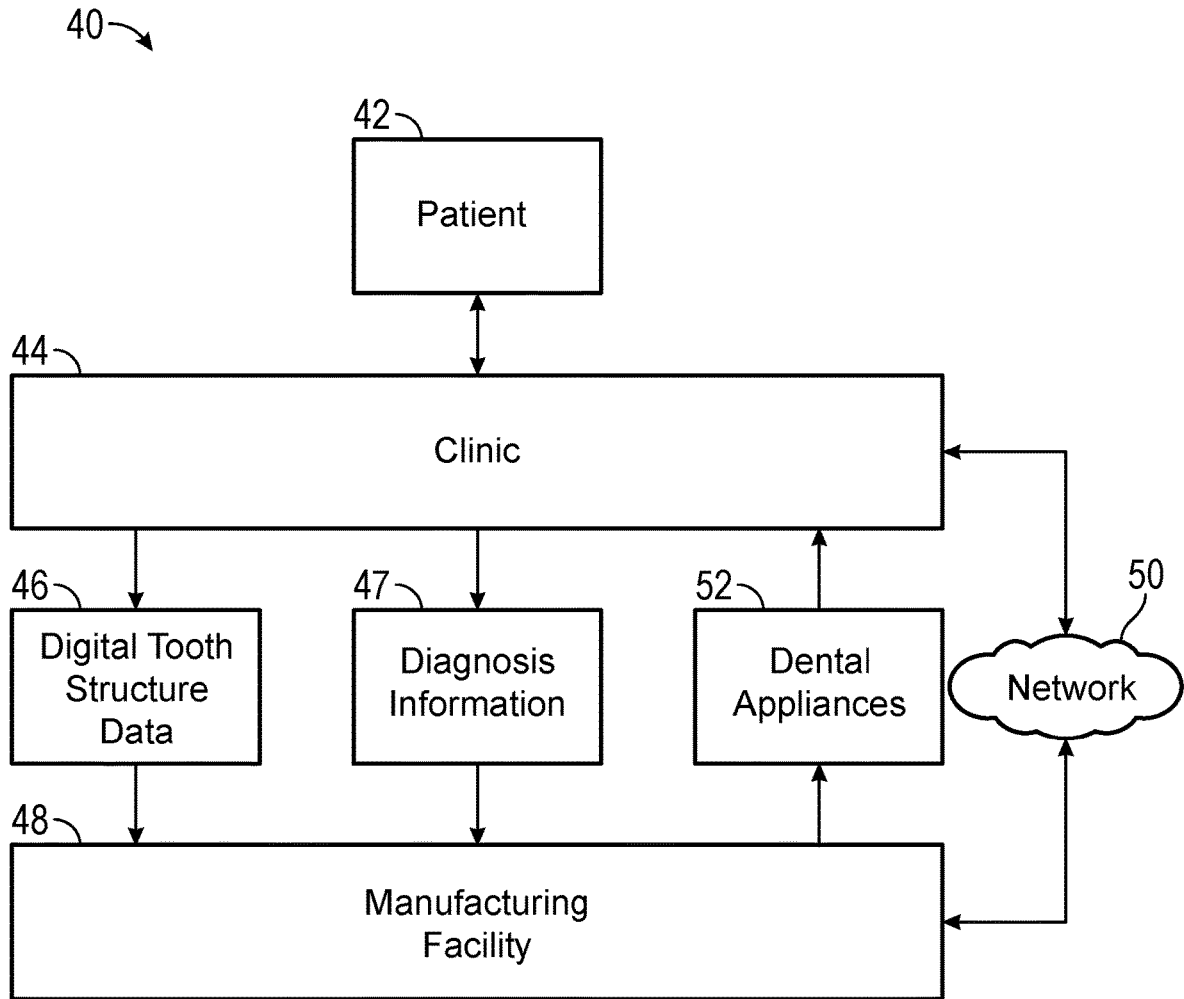 40
42
Patient
44
Clinic
46
47
52
50
Digital Tooth
Structure
Data
Diagnosis
Information
Dental
Appliances
Network
48
Manufacturing
Facility